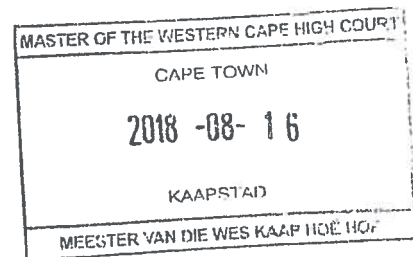 MASTER OF THE WESTERN CAPE HIGH COURT
CAPE TOWN
2018 -08- 16
KAAPSTAD
MEESTER VAN DIE WES KAAP HOË HOF